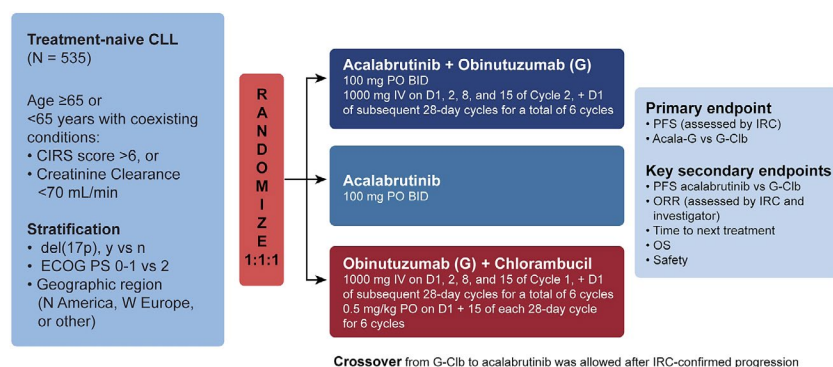 Treatment-naive CLL
(N = 535)
Age ≥65 or
<65 years with coexisting
conditions:
• CIRS score >6, or
• Creatinine Clearance
<70 mL/min
Stratification
• del(17p), y vs n
• ECOG PS 0-1 vs 2
• Geographic region
(N America, W Europe,
or other)
R
A
N
D
O
M
I
Z
E
1:1:1
Acalabrutinib + Obinutuzumab (G)
100 mg PO BID
1000 mg IV on D1, 2, 8, and 15 of Cycle 2, + D1
of subsequent 28-day cycles for a total of 6 cycles
Acalabrutinib
100 mg PO BID
Obinutuzumab (G) + Chlorambucil
1000 mg IV on D1, 2, 8, and 15 of Cycle 1, + D1
of subsequent 28-day cycles for a total of 6 cycles
0.5 mg/kg PO on D1 + 15 of each 28-day cycle
for 6 cycles
Primary endpoint
• PFS (assessed by IRC)
• Acala-G vs G-Clb
Key secondary endpoints
• PFS acalabrutinib vs G-Clb
• ORR (assessed by IRC and
investigator)
• Time to next treatment
• OS
• Safety
Crossover from G-Clb to acalabrutinib was allowed after IRC-confirmed progression